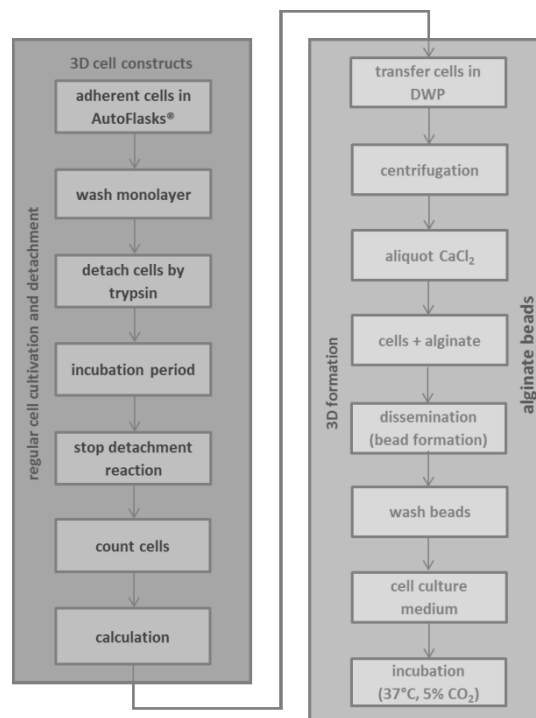 3D cell constructs
regular cell cultivation and detachment
adherent cells in
AutoFlasks®
wash monolayer
detach cells by
trypsin
incubation period
stop detachment
reaction
count cells
calculation
3D formation
alginate beads
transfer cells in
DWP
centrifugation
aliquot CaCl₂
cells + alginate
dissemination
(bead formation)
wash beads
cell culture
medium
incubation
(37°C, 5% CO₂)